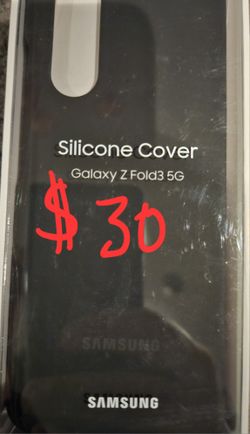 Silicone Cover
Galaxy Z Fold3 5G
$ 30
SAMSUNG
SAMSUNG